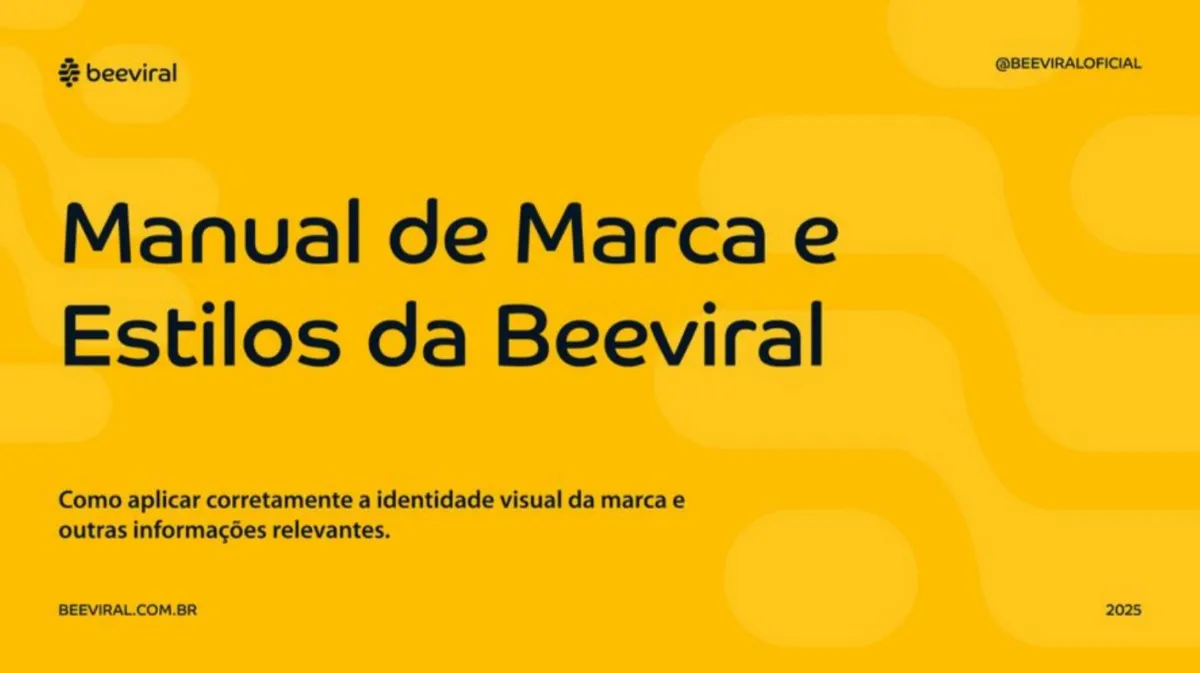 beeviral
@BEEVIRALOFICIAL
Manual de Marca e
Estilos da Beeviral
Como aplicar corretamente a identidade visual da marca e
outras informações relevantes.
BEEVIRAL.COM.BR
2025